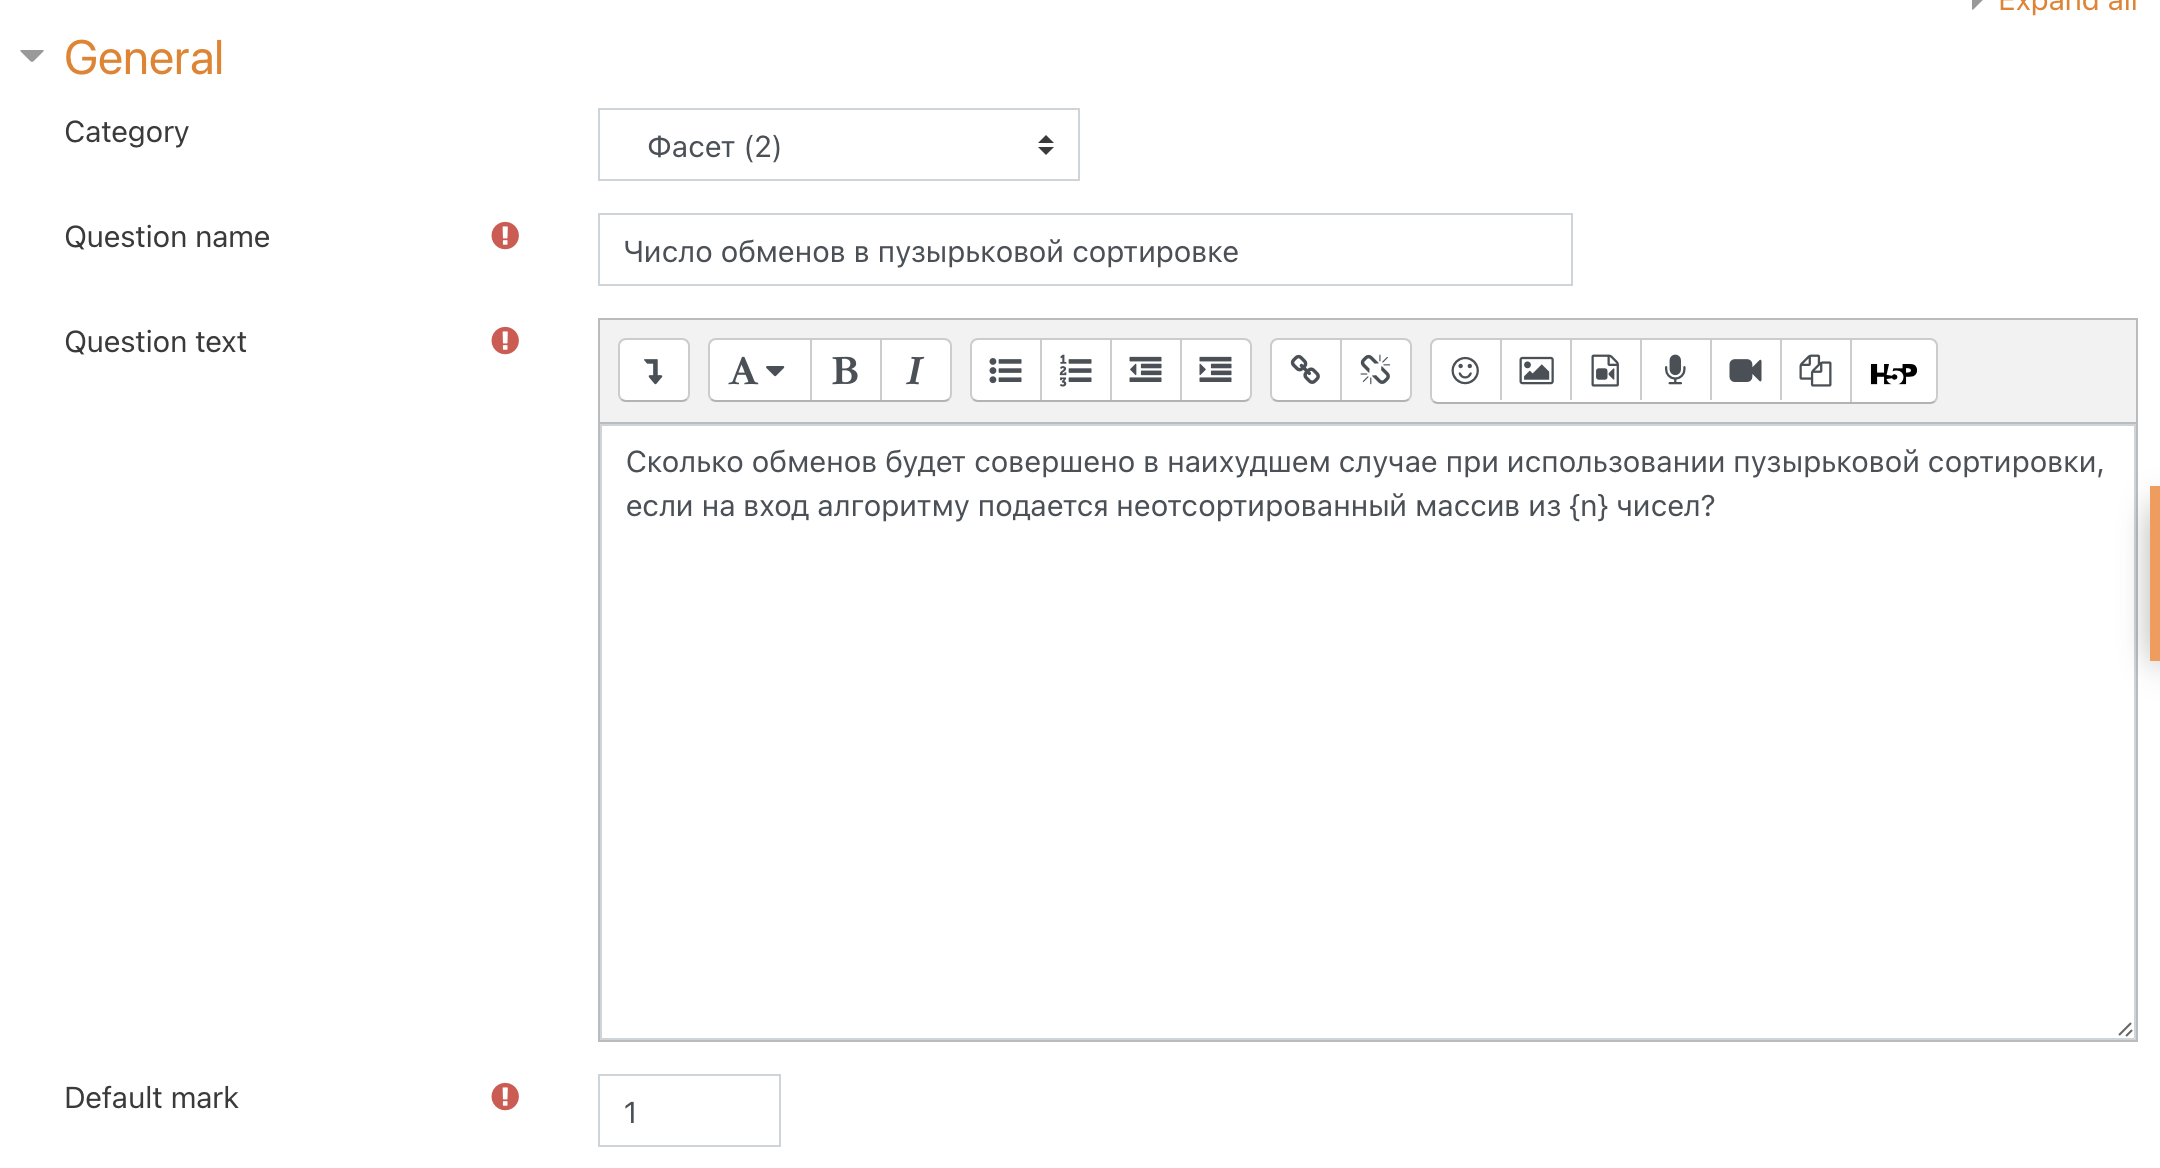 Expand all
General
Category
Фасет (2)
Question name
Число обменов в пузырьковой сортировке
Question text
A B I
H5P
Сколько обменов будет совершено в наихудшем случае при использовании пузырьковой сортировки,
если на вход алгоритму подается неотсортированный массив из {n} чисел?
Default mark
1